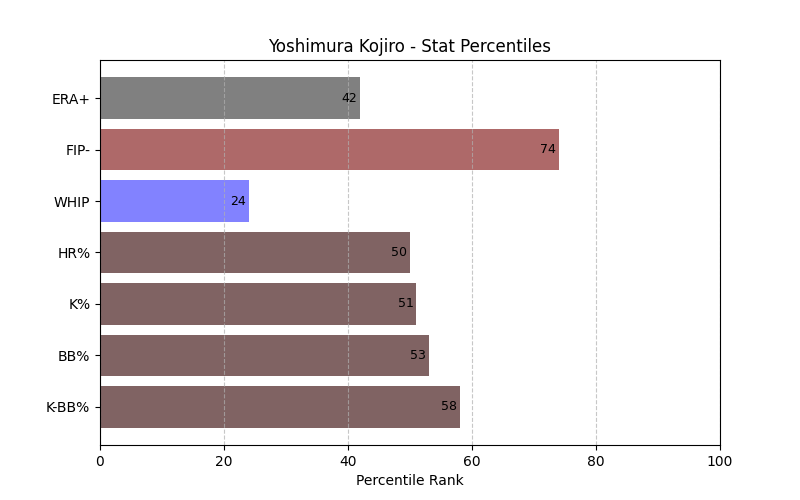 Yoshimura Kojiro - Stat Percentiles
ERA+ 42
FIP- 74
WHIP 24
HR% 50
K% 51
BB% 53
K-BB% 58
0 20 40 60 80 100
Percentile Rank